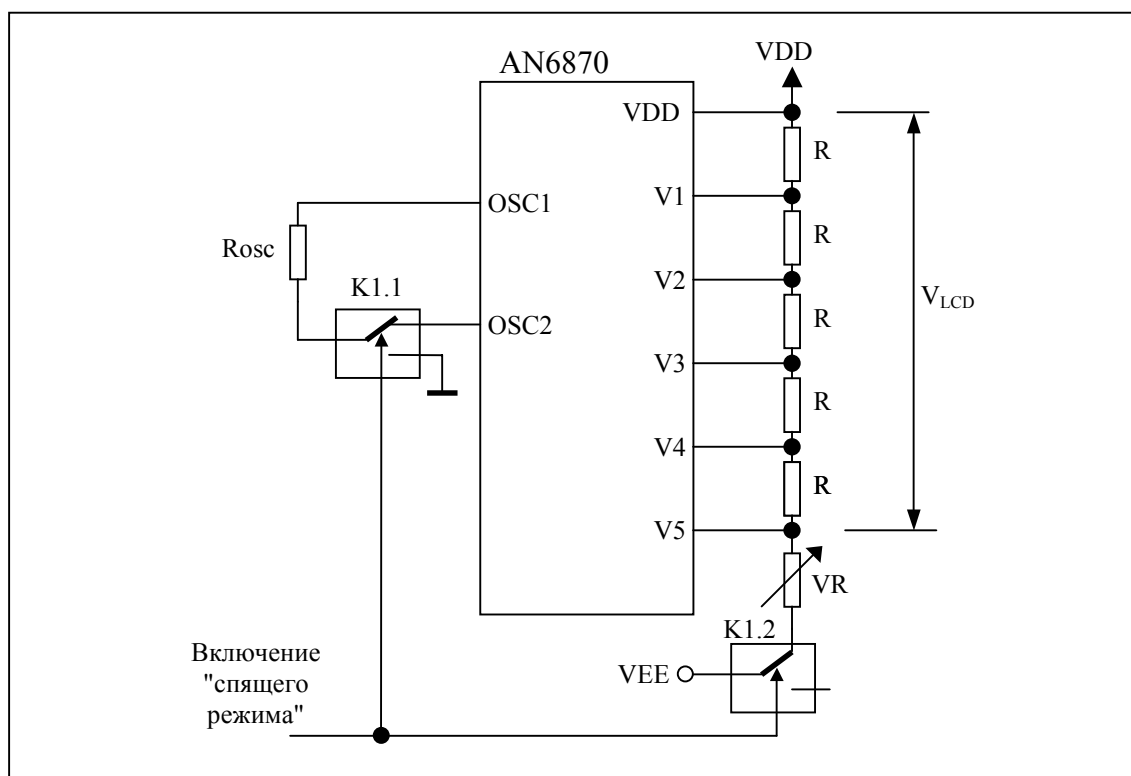 AN6870
VDD
VDD
R
OSC1
V1
Rosc
R
K1.1
V2
VLCD
OSC2
R
V3
R
V4
R
V5
VR
K1.2
Включение
"спящего
режима"
VEE